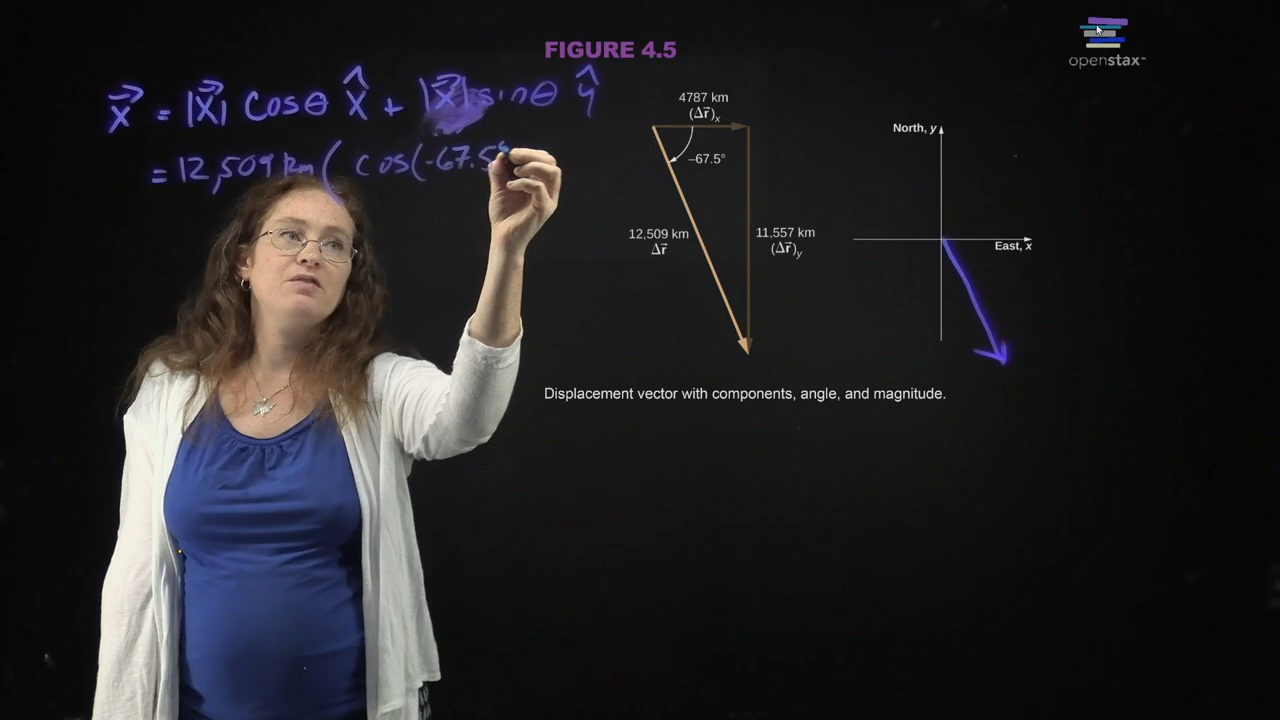 FIGURE 4.5
openstax™
x⃗ = |x⃗| cosθ x̂ + |x⃗| sinθ ŷ
= 12,509 km ( cos(-67.5°
4787 km
(Δr⃗)ₓ
–67.5°
12,509 km
Δr⃗
11,557 km
(Δr⃗)ᵧ
North, y
East, x
Displacement vector with components, angle, and magnitude.